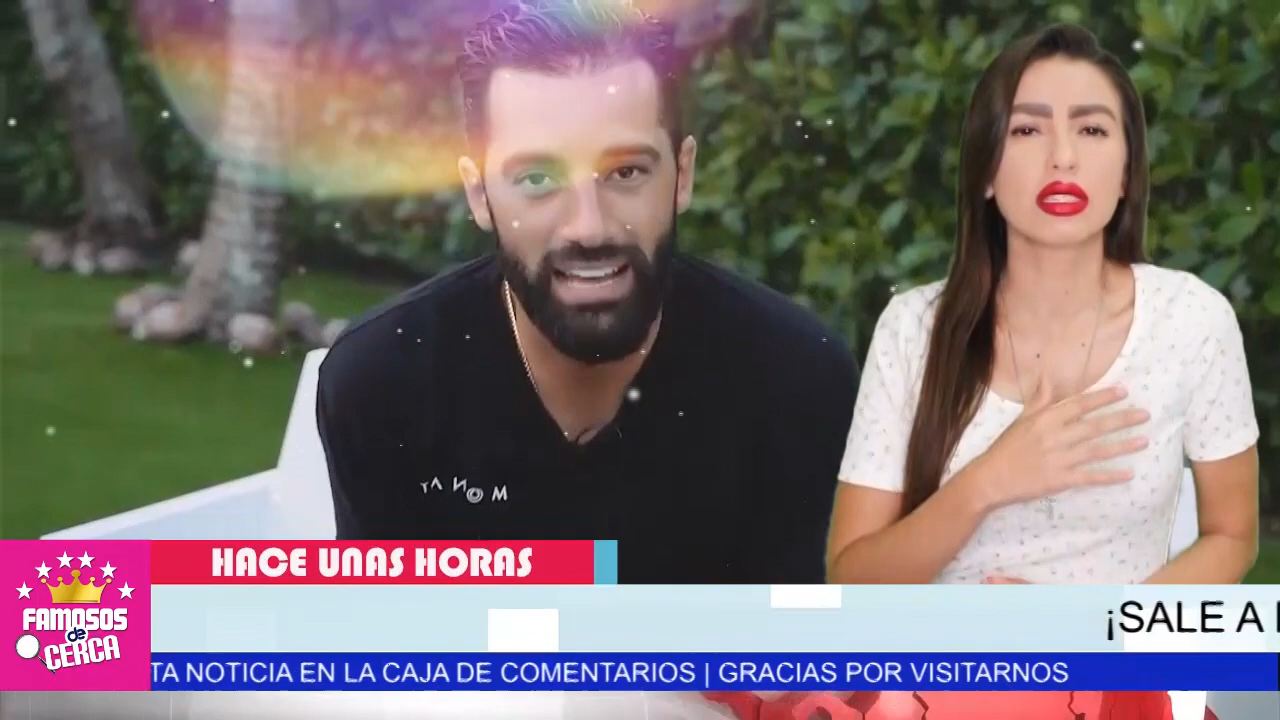 HACE UNAS HORAS
FAMOSOS
de
CERCA
¡SALE A
TA NOTICIA EN LA CAJA DE COMENTARIOS | GRACIAS POR VISITARNOS